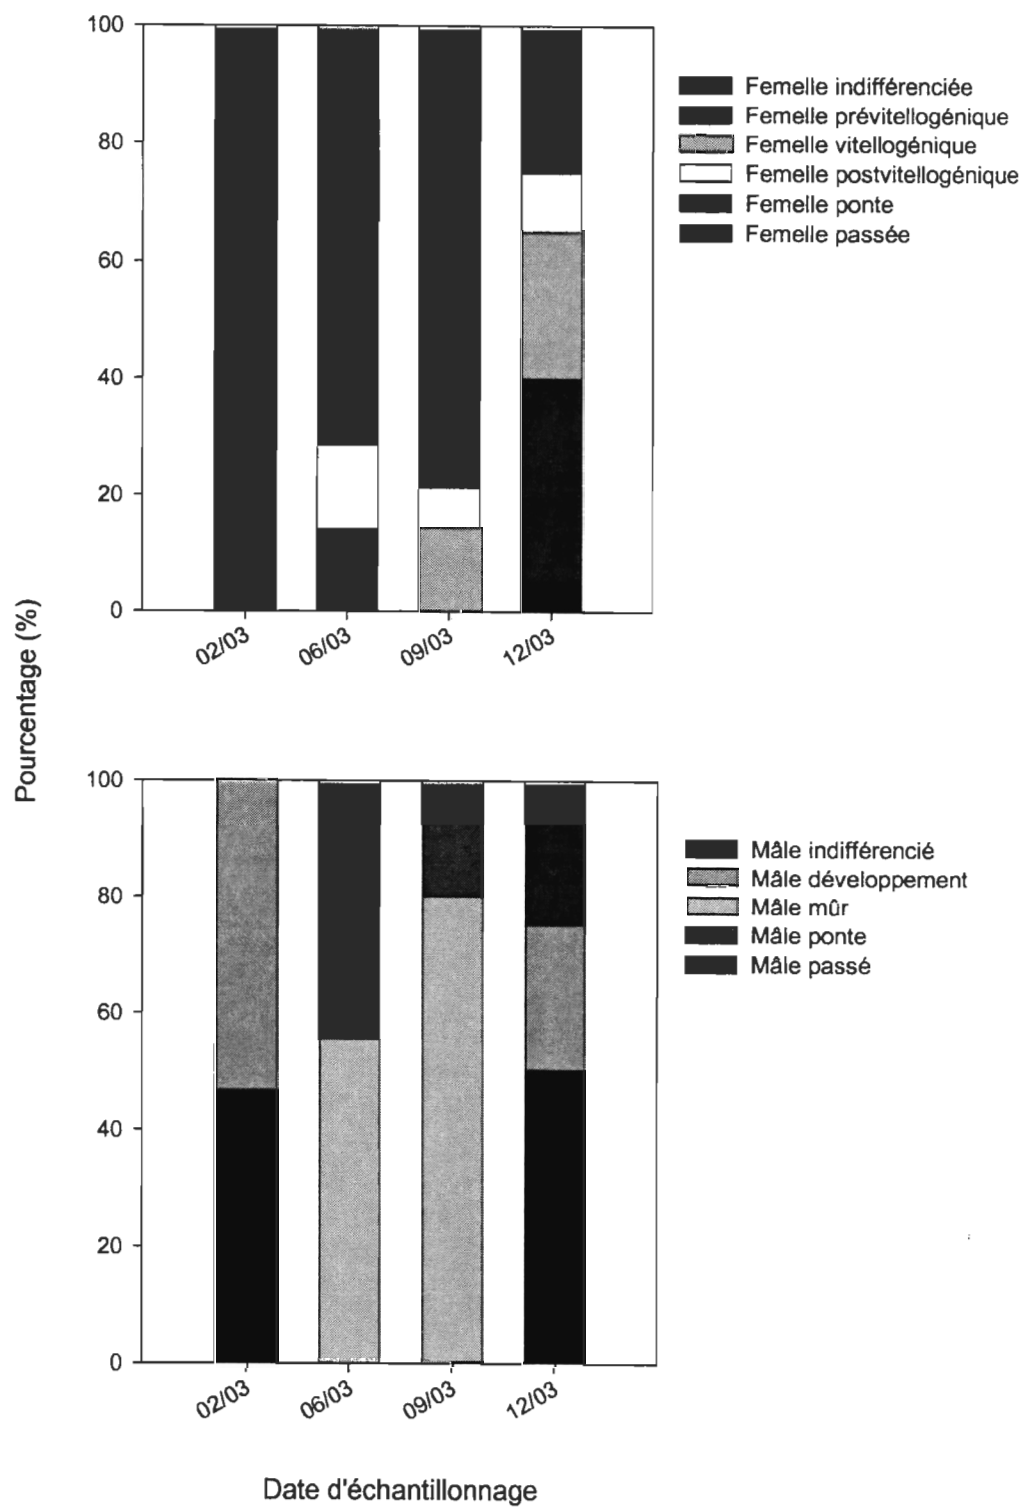 100
80
60
40
20
0
02/03
06/03
09/03
12/03
Femelle indifférenciée
Femelle prévitellogénique
Femelle vitellogénique
Femelle postvitellogénique
Femelle ponte
Femelle passée
Pourcentage (%)
100
80
60
40
20
0
02/03
06/03
09/03
12/03
Mâle indifférencié
Mâle développement
Mâle mûr
Mâle ponte
Mâle passé
Date d'échantillonnage